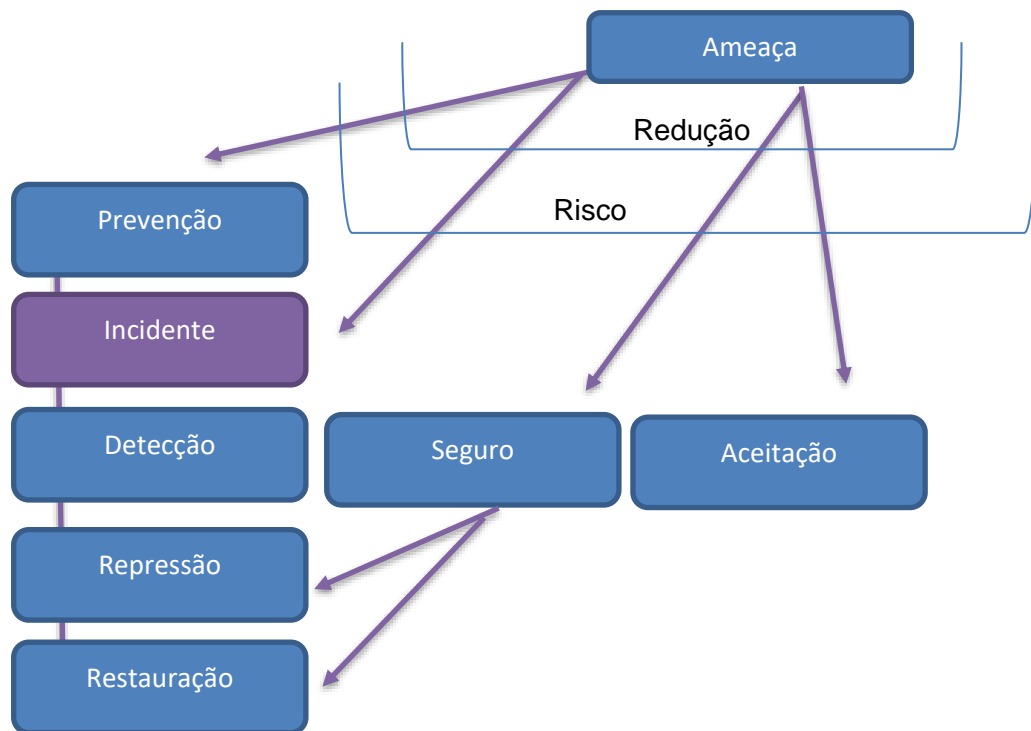 Ameaça
Redução
Risco
Prevenção
Incidente
Detecção
Seguro
Aceitação
Repressão
Restauração